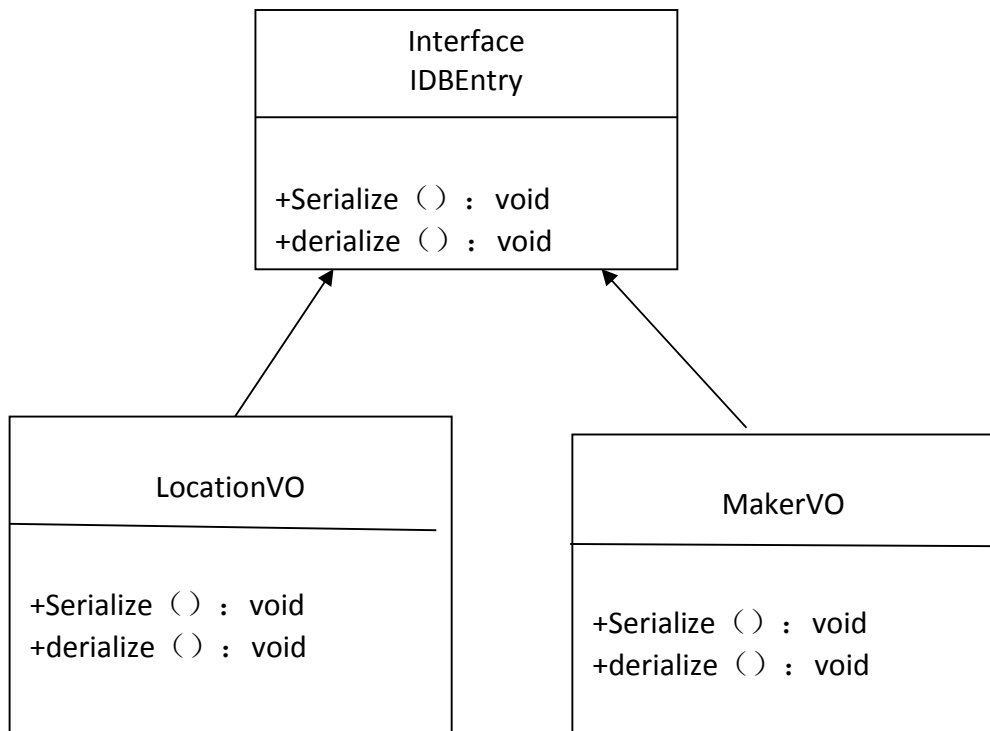 Interface
IDBEntry
+Serialize（）：void
+derialize（）：void
LocationVO
+Serialize（）：void
+derialize（）：void
MakerVO
+Serialize（）：void
+derialize（）：void